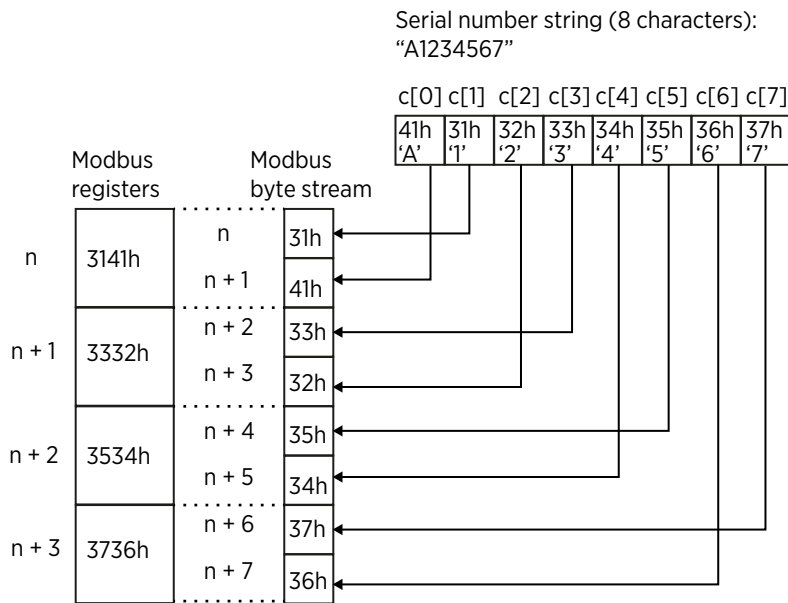 Serial number string (8 characters):
“A1234567”
c[0] c[1] c[2] c[3] c[4] c[5] c[6] c[7]
41h 31h 32h 33h 34h 35h 36h 37h
‘A’ ‘1’ ‘2’ ‘3’ ‘4’ ‘5’ ‘6’ ‘7’
Modbus registers
Modbus byte stream
n 3141h n 31h
n + 1 41h
n + 1 3332h n + 2 33h
n + 3 32h
n + 2 3534h n + 4 35h
n + 5 34h
n + 3 3736h n + 6 37h
n + 7 36h